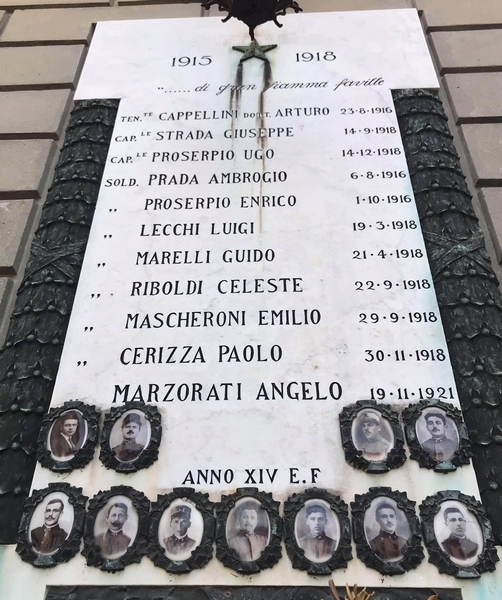 1915 1918
"...... di gran fiamma faville
TEN.TE CAPPELLINI DOTT. ARTURO 23-8-1916
CAP.LE STRADA GIUSEPPE 14-9-1918
CAP.LE PROSERPIO UGO 14-12-1918
SOLD. PRADA AMBROGIO 6-8-1916
" PROSERPIO ENRICO 1-10-1916
" LECCHI LUIGI 19-3-1918
" MARELLI GUIDO 21-4-1918
" RIBOLDI CELESTE 22-9-1918
" MASCHERONI EMILIO 29-9-1918
" CERIZZA PAOLO 30-11-1918
MARZORATI ANGELO 19-11-1921
ANNO XIV E.F